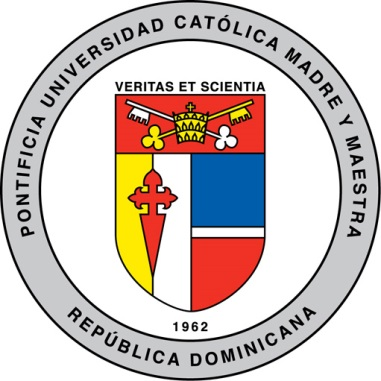 PONTIFICIA UNIVERSIDAD CATÓLICA MADRE Y MAESTRA
VERITAS ET SCIENTIA
1962
REPÚBLICA DOMINICANA